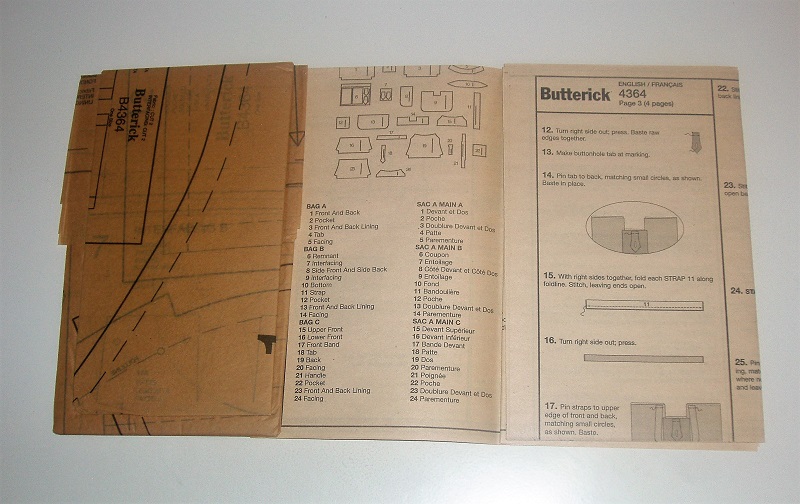 Butterick
B4364
BAG A
1 Front And Back
2 Pocket
3 Front And Back Lining
4 Tab
5 Facing
BAG B
6 Remnant
7 Interfacing
8 Side Front And Side Back
9 Interfacing
10 Bottom
11 Strap
12 Pocket
13 Front And Back Lining
14 Facing
BAG C
15 Upper Front
16 Lower Front
17 Front Band
18 Tab
19 Back
20 Facing
21 Handle
22 Pocket
23 Front And Back Lining
24 Facing
SAC A MAIN A
1 Devant et Dos
2 Poche
3 Doublure Devant et Dos
4 Patte
5 Parementure
SAC A MAIN B
6 Coupon
7 Entoilage
8 Côté Devant et Côté Dos
9 Entoilage
10 Fond
11 Bandoulière
12 Poche
13 Doublure Devant et Dos
14 Parementure
SAC A MAIN C
15 Devant Supérieur
16 Devant Inférieur
17 Bande Devant
18 Patte
19 Dos
20 Parementure
21 Poignée
22 Poche
23 Doublure Devant et Dos
24 Parementure
Butterick
ENGLISH / FRANÇAIS
4364
Page 3 (4 pages)
12. Turn right side out; press. Baste raw
edges together.
13. Make buttonhole tab at marking.
14. Pin tab to back, matching small circles, as shown.
Baste in place.
15. With right sides together, fold each STRAP 11 along
foldline. Stitch, leaving ends open.
11
16. Turn right side out; press.
17. Pin straps to upper
edge of front and back,
matching small circles,
as shown. Baste.
22.
back
23.
open
24.
25. Pin
ing,
where
and